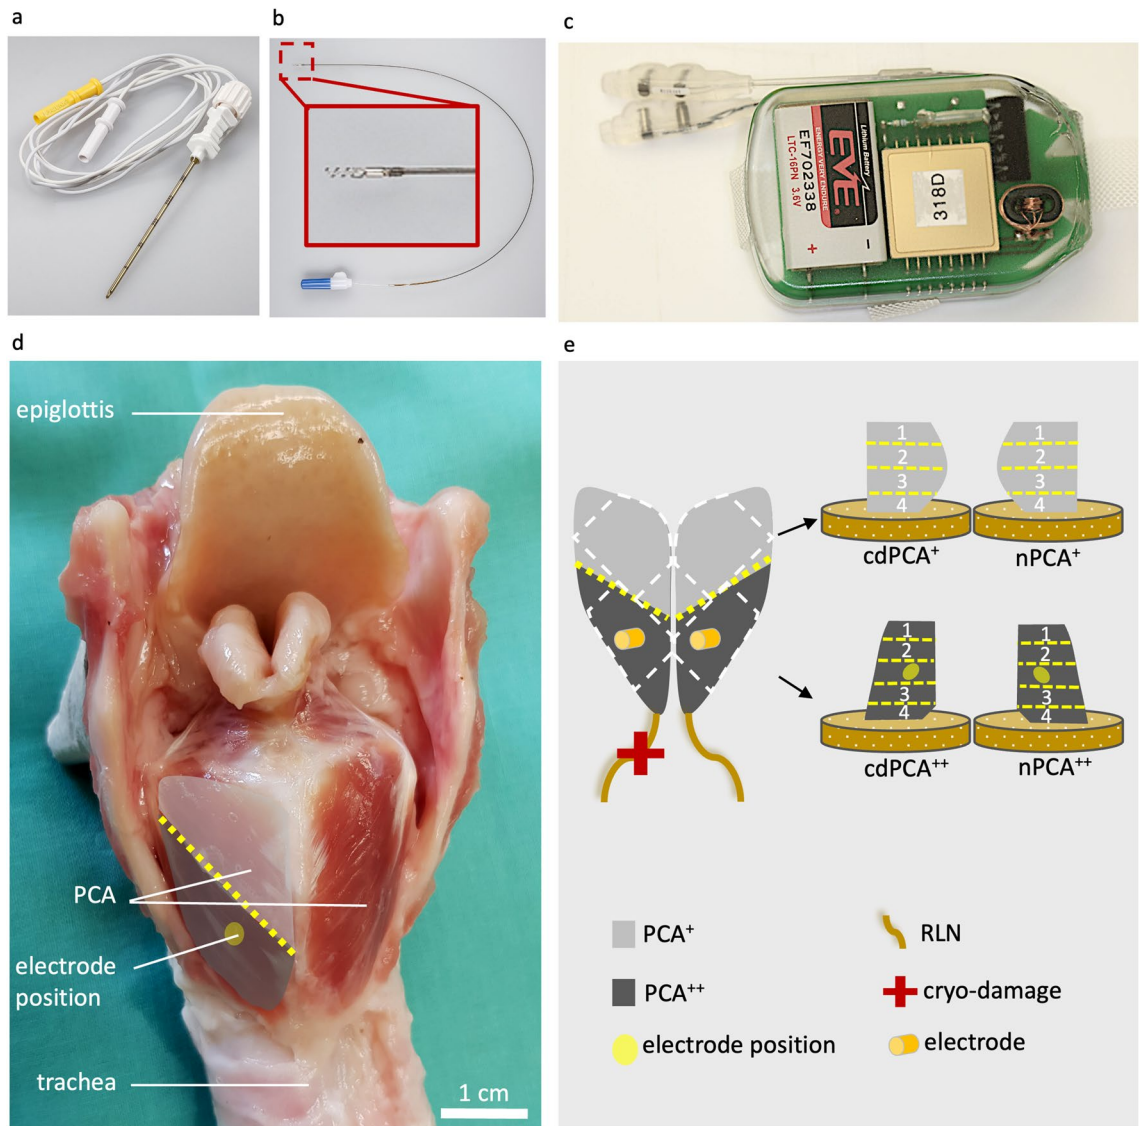 a
b
c
EVE
ENERGY VERY ENDURE
Lithium Battery
EF702338
LTC-16PN 3.6V
+
−
318D
d
epiglottis
PCA
electrode
position
trachea
1 cm
e
1
2
3
4
1
2
3
4
cdPCA⁺
nPCA⁺
1
2
3
4
1
2
3
4
cdPCA⁺⁺
nPCA⁺⁺
PCA⁺
RLN
PCA⁺⁺
cryo-damage
electrode position
electrode